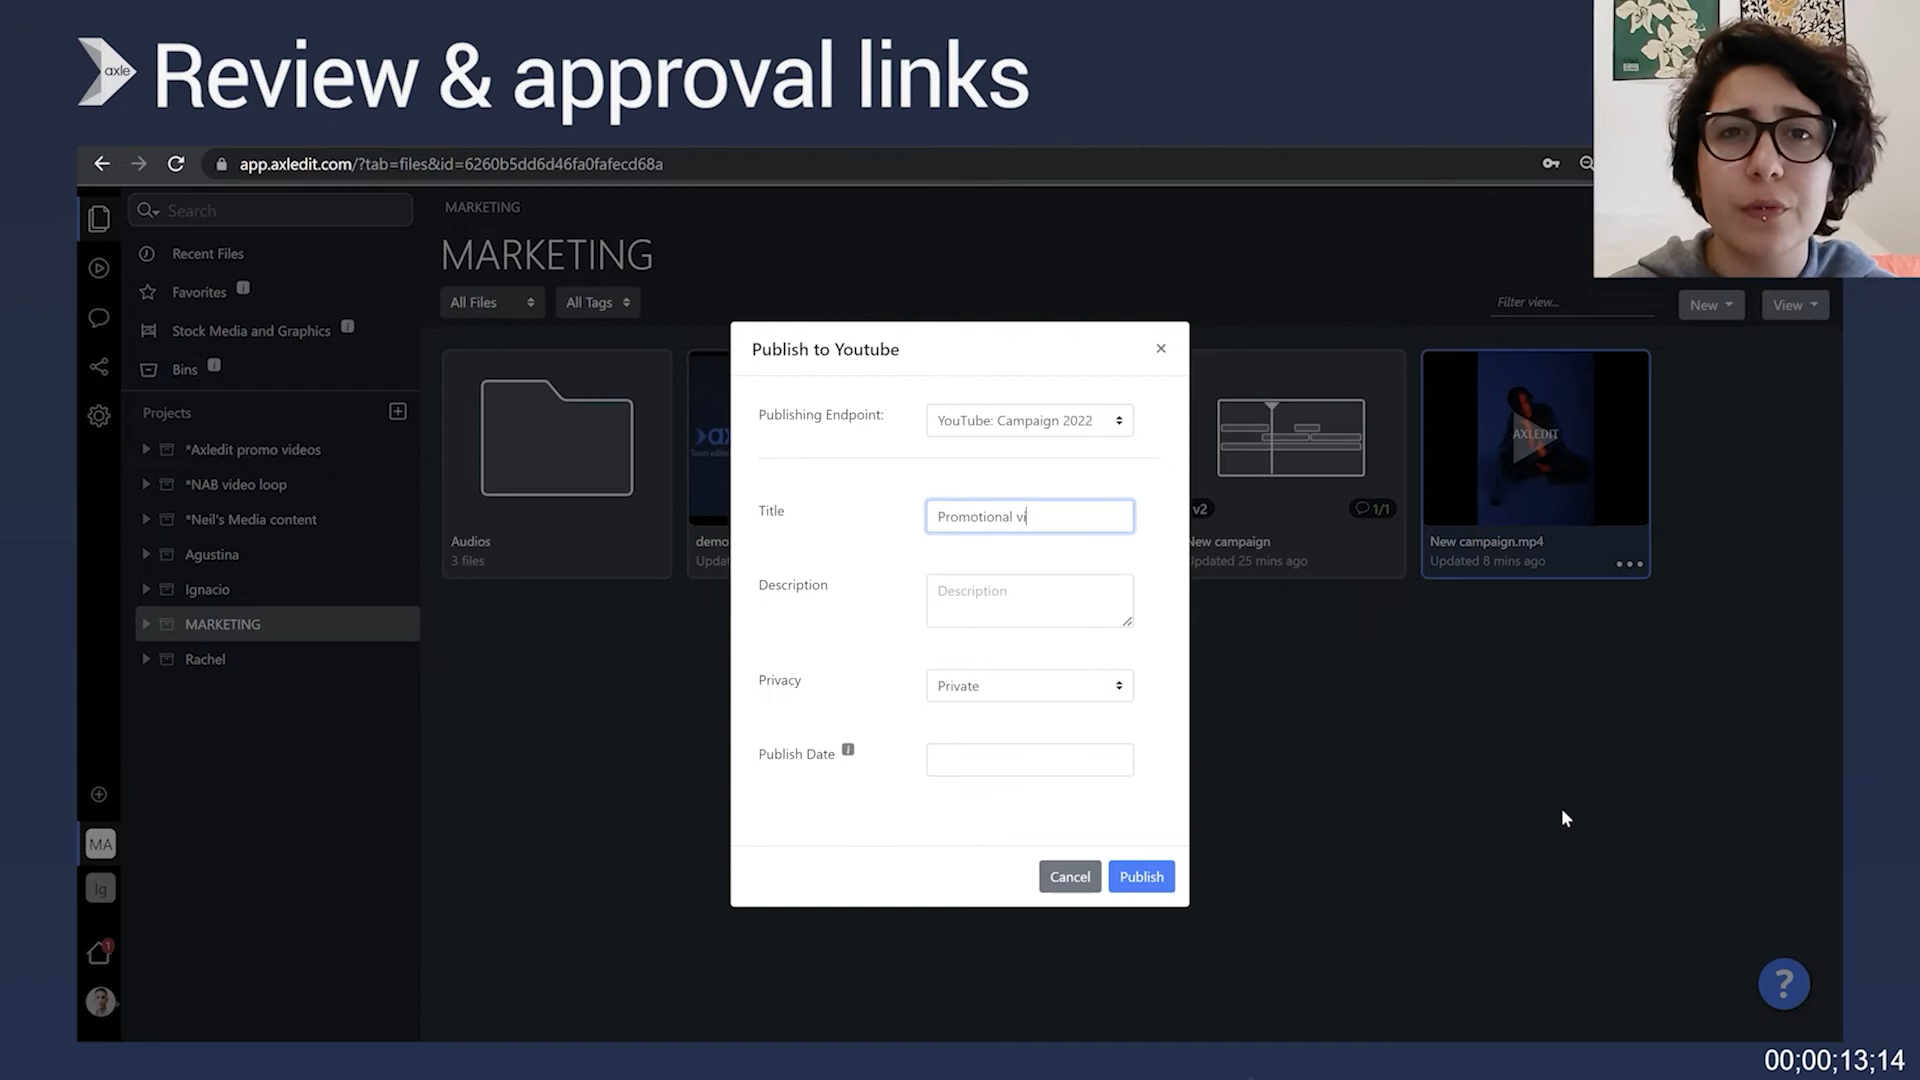 axle
Review & approval links
app.axledit.com/?tab=files&id=6260b5dd6d46fa0fafecd68a
Search
Recent Files
Favorites
Stock Media and Graphics
Bins
Projects
*Axledit promo videos
*NAB video loop
*Neil's Media content
Agustina
Ignacio
MARKETING
Rachel
MA
Ig
1
MARKETING
MARKETING
All Files
All Tags
Filter view...
New
View
Audios
3 files
demo
Updat
v2
1/1
New campaign
Updated 25 mins ago
AXLEDIT
New campaign.mp4
Updated 8 mins ago
Publish to Youtube
Publishing Endpoint:
YouTube: Campaign 2022
Title
Promotional vi
Description
Description
Privacy
Private
Publish Date
Cancel
Publish
?
00;00;13;14